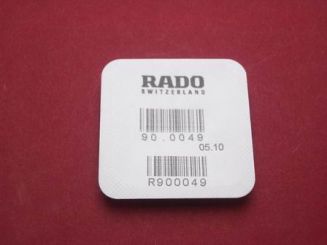 RADO
SWITZERLAND
90.0049
05.10
R900049